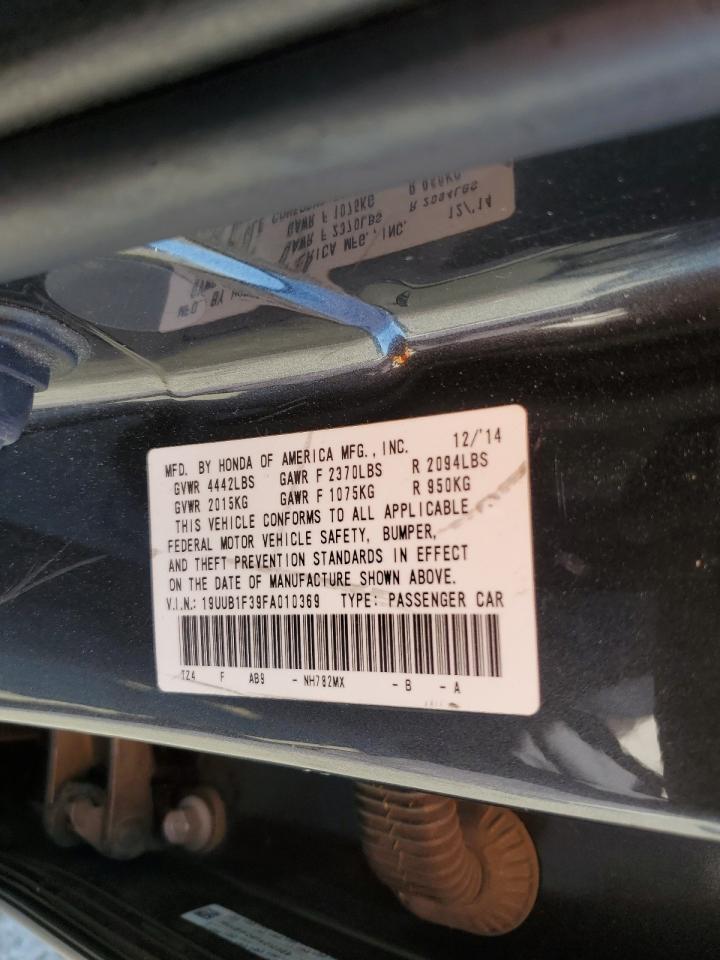 MFD. BY HONDA OF AMERICA MFG., INC. 12/'14
GVWR 4442LBS GAWR F 2370LBS R 2094LBS
GVWR 2015KG GAWR F 1075KG R 950KG
THIS VEHICLE CONFORMS TO ALL APPLICABLE
FEDERAL MOTOR VEHICLE SAFETY, BUMPER,
AND THEFT PREVENTION STANDARDS IN EFFECT
ON THE DATE OF MANUFACTURE SHOWN ABOVE.
V.I.N.: 19UUB1F39FA010369 TYPE: PASSENGER CAR
TZ4 F AB9 - NH782MX - B - A